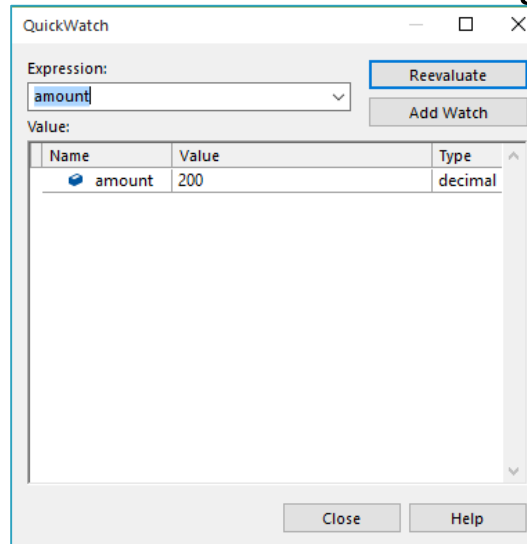 QuickWatch
Expression:
Reevaluate
amount
Add Watch
Value:
Name Value Type
amount 200 decimal
Close Help